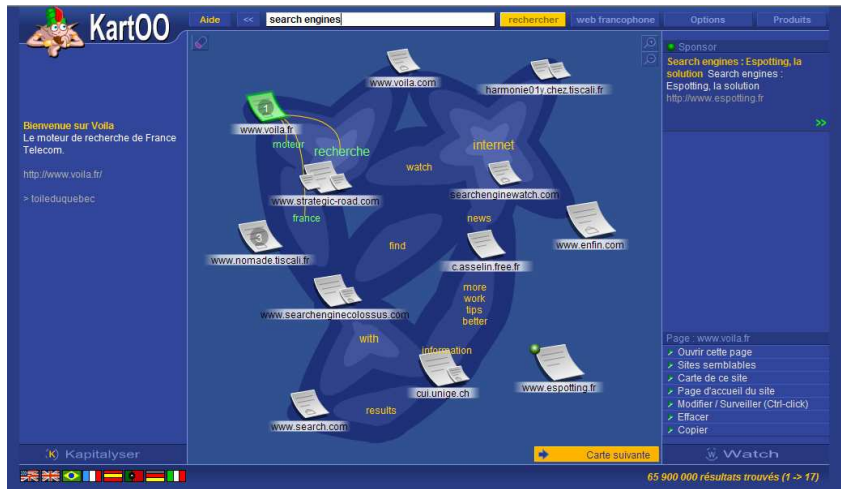 KartOO
Aide << search engines rechercher web francophone Options Produits
Bienvenue sur Voila
Le moteur de recherche de France
Telecom.
http://www.voila.fr/
> toileduquebec
www.voila.com
harmonie01y.chez.tiscali.fr
1
www.voila.fr
moteur
recherche
internet
watch
www.strategic-road.com
searchenginewatch.com
france
news
3
www.nomade.tiscali.fr
find
www.enfin.com
c.asselin.free.fr
www.searchenginecolossus.com
more
work
tips
better
with
information
cui.unige.ch
www.espotting.fr
results
www.search.com
Sponsor
Search engines : Espotting, la
solution Search engines :
Espotting, la solution
http://www.espotting.fr
>>
Page : www.voila.fr
Ouvrir cette page
Sites semblables
Carte de ce site
Page d'accueil du site
Modifier / Surveiller (Ctrl-click)
Effacer
Copier
(K) Kapitalyser
Carte suivante
W Watch
65 900 000 résultats trouvés (1 -> 17)